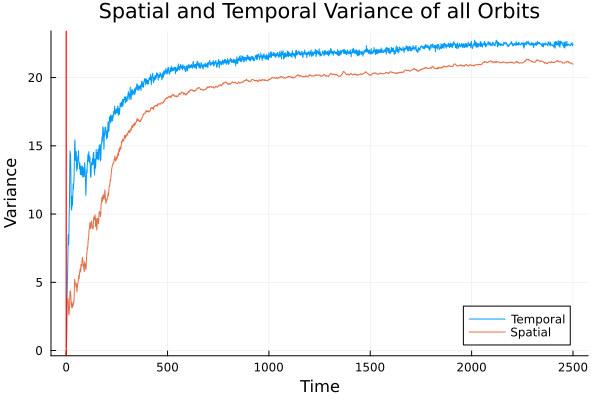 Spatial and Temporal Variance of all Orbits
Variance
20
15
10
5
0
Temporal
Spatial
0 500 1000 1500 2000 2500
Time